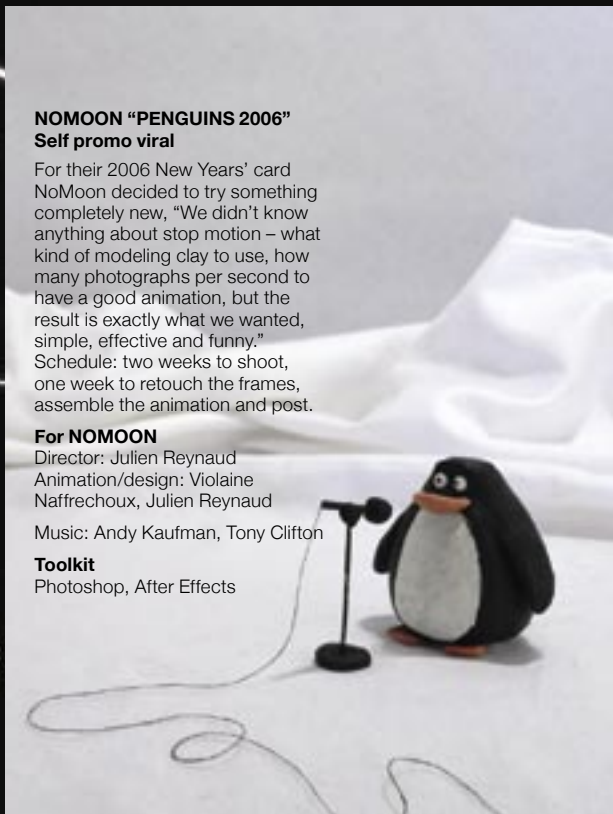 NOMOON “PENGUINS 2006”
Self promo viral
For their 2006 New Years’ card
NoMoon decided to try something
completely new, “We didn’t know
anything about stop motion – what
kind of modeling clay to use, how
many photographs per second to
have a good animation, but the
result is exactly what we wanted,
simple, effective and funny.”
Schedule: two weeks to shoot,
one week to retouch the frames,
assemble the animation and post.
For NOMOON
Director: Julien Reynaud
Animation/design: Violaine
Naffrechoux, Julien Reynaud
Music: Andy Kaufman, Tony Clifton
Toolkit
Photoshop, After Effects